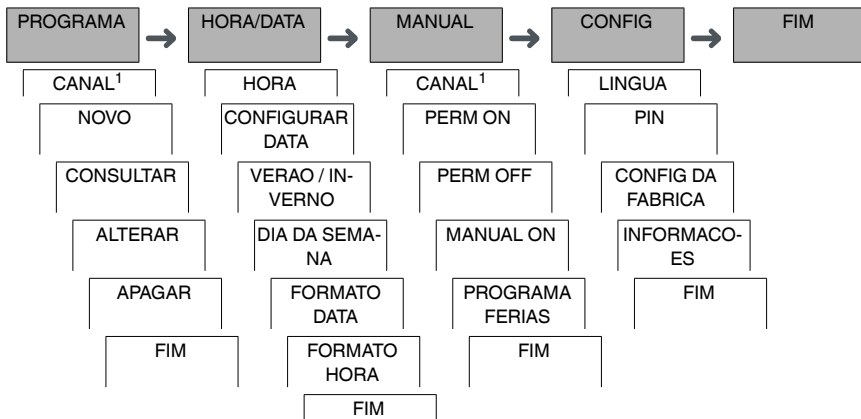 PROGRAMA
HORA/DATA
MANUAL
CONFIG
FIM
CANAL1
NOVO
CONSULTAR
ALTERAR
APAGAR
FIM
HORA
CONFIGURAR
DATA
VERAO / IN-
VERNO
DIA DA SEMA-
NA
FORMATO
DATA
FORMATO
HORA
FIM
CANAL1
PERM ON
PERM OFF
MANUAL ON
PROGRAMA
FERIAS
FIM
LINGUA
PIN
CONFIG DA
FABRICA
INFORMACO-
ES
FIM